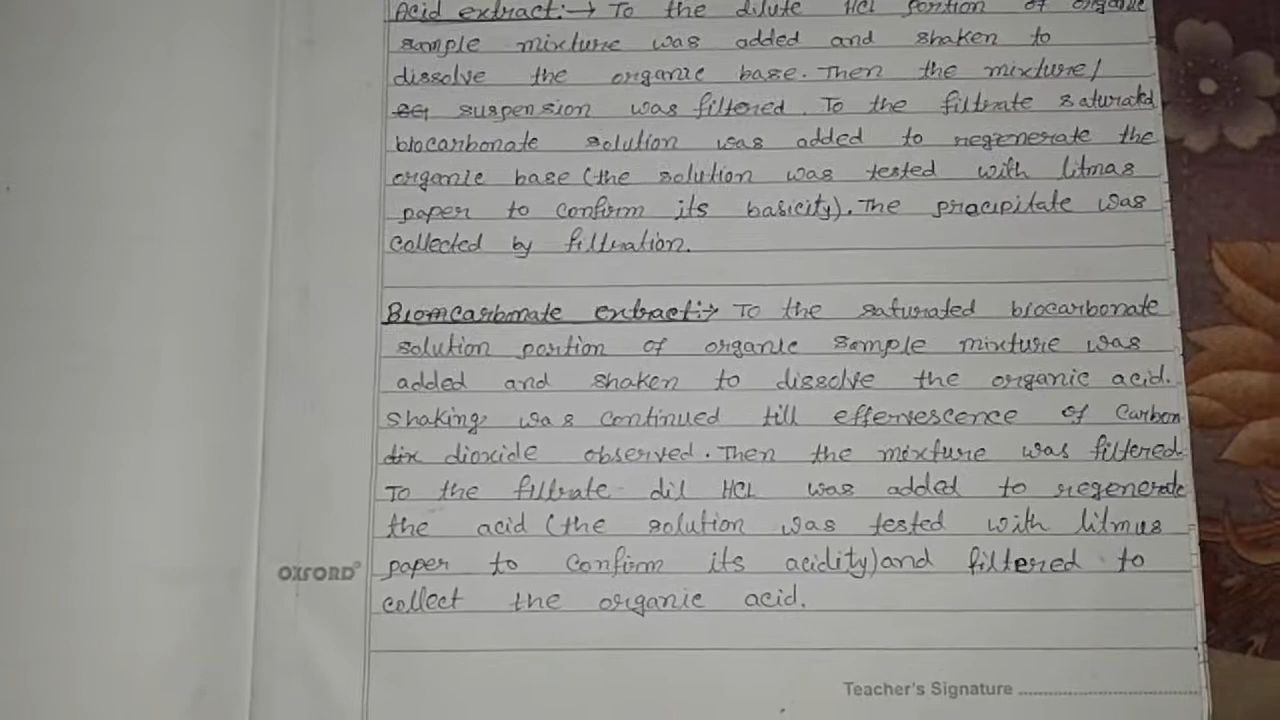 Acid extract:→ To the dilute HCl portion of organic
sample mixture was added and shaken to
dissolve the organic base. Then the mixture/
suspension was filtered. To the filtrate saturated
biocarbonate solution was added to regenerate the
organic base (the solution was tested with litmas
paper to confirm its basicity). The pracipitate was
collected by filtration.
Biomcarbonate extract:→ To the saturated biocarbonate
solution portion of organic sample mixture was
added and shaken to dissolve the organic acid.
Shaking was continued till effervescence of Carbon
dix dioxide observed. Then the mixture was filtered.
To the filtrate dil HCL was added to regenerate
the acid (the solution was tested with litmus
OXFORD
paper to confirm its acidity) and filtered to
collect the organic acid.
Teacher's Signature ........................................